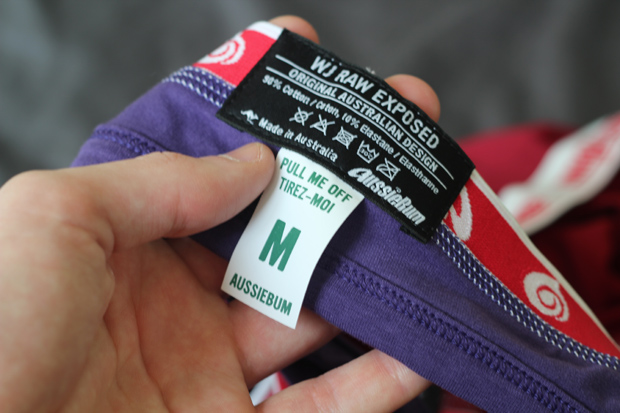 WJ RAW EXPOSED
ORIGINAL AUSTRALIAN DESIGN
90% Cotton / Coton, 10% Elastane / Elasthanne
Made in Australia
aussieBum
PULL ME OFF
TIREZ-MOI
M
AUSSIEBUM